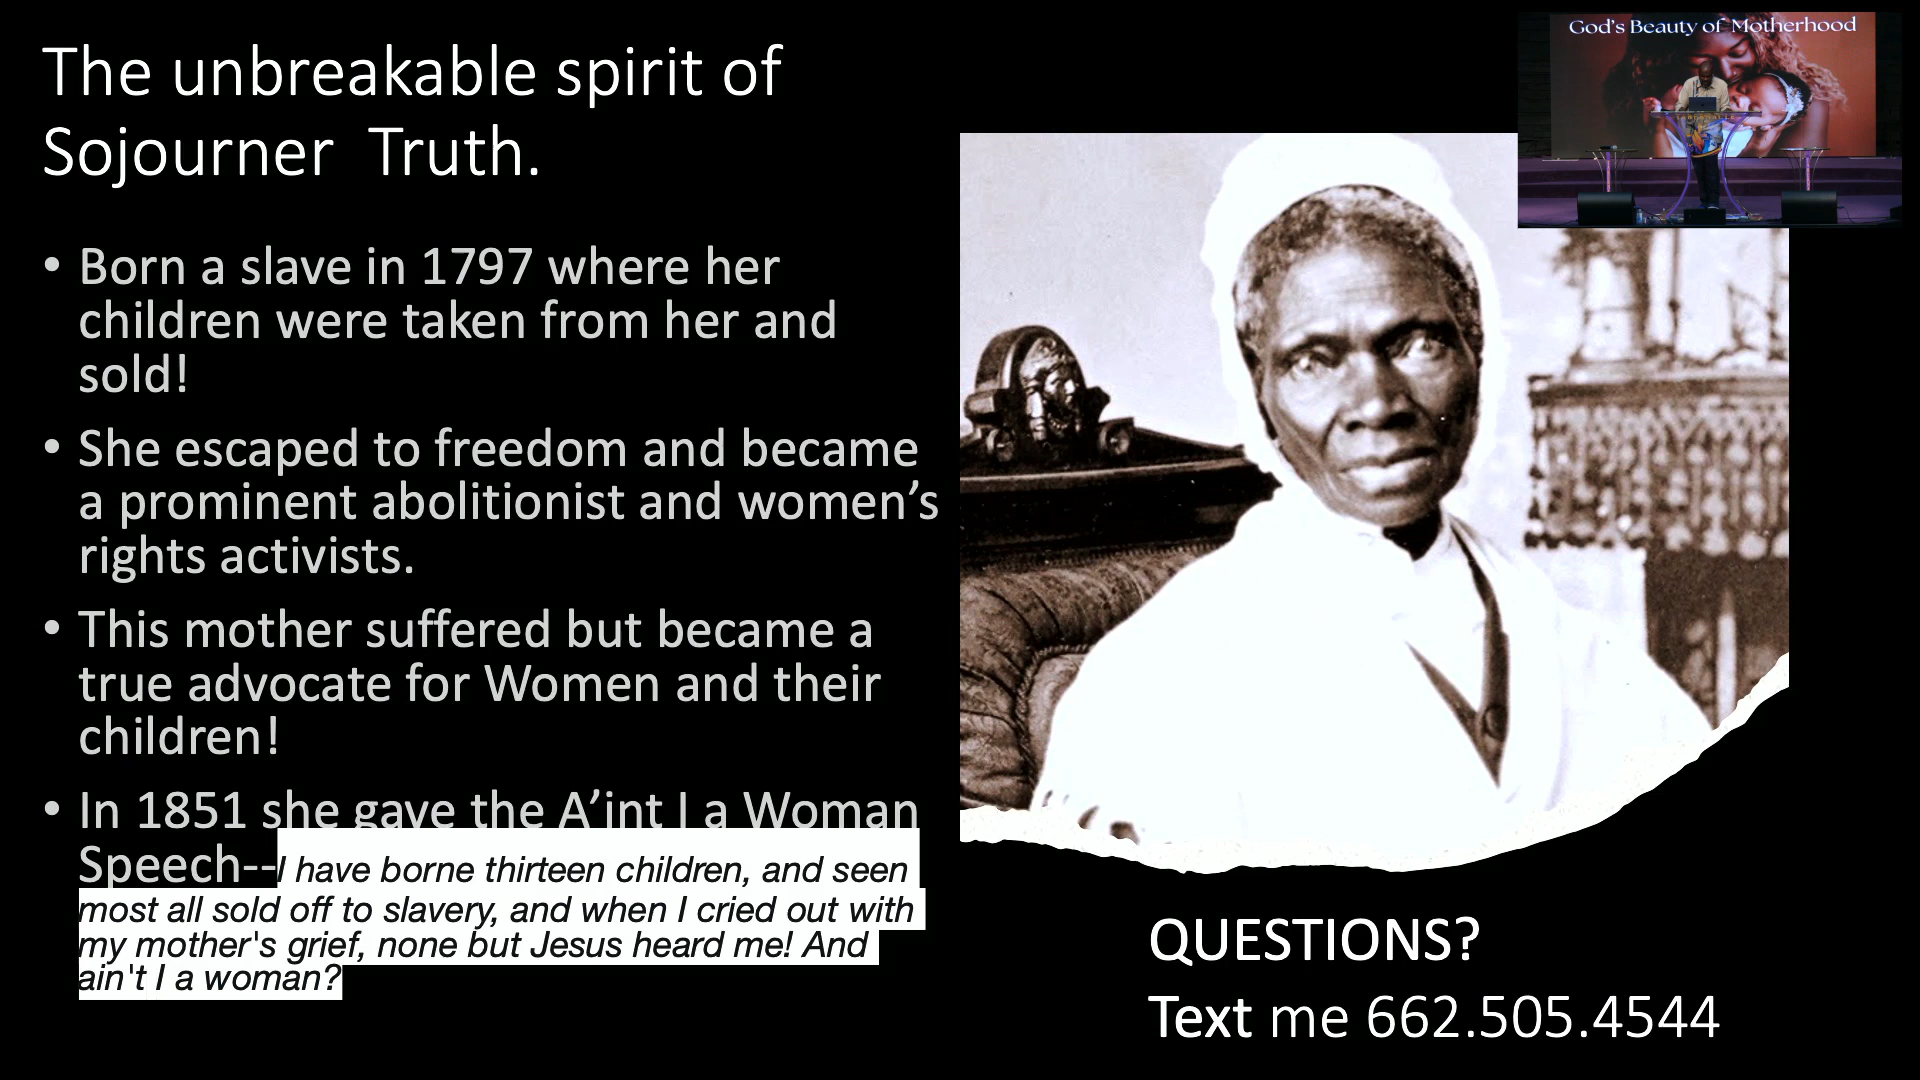 The unbreakable spirit of
Sojourner Truth.
• Born a slave in 1797 where her
children were taken from her and
sold!
• She escaped to freedom and became
a prominent abolitionist and women’s
rights activists.
• This mother suffered but became a
true advocate for Women and their
children!
• In 1851 she gave the A’int I a Woman
Speech--I have borne thirteen children, and seen
most all sold off to slavery, and when I cried out with
my mother's grief, none but Jesus heard me! And
ain't I a woman?
God's Beauty of Motherhood
QUESTIONS?
Text me 662.505.4544